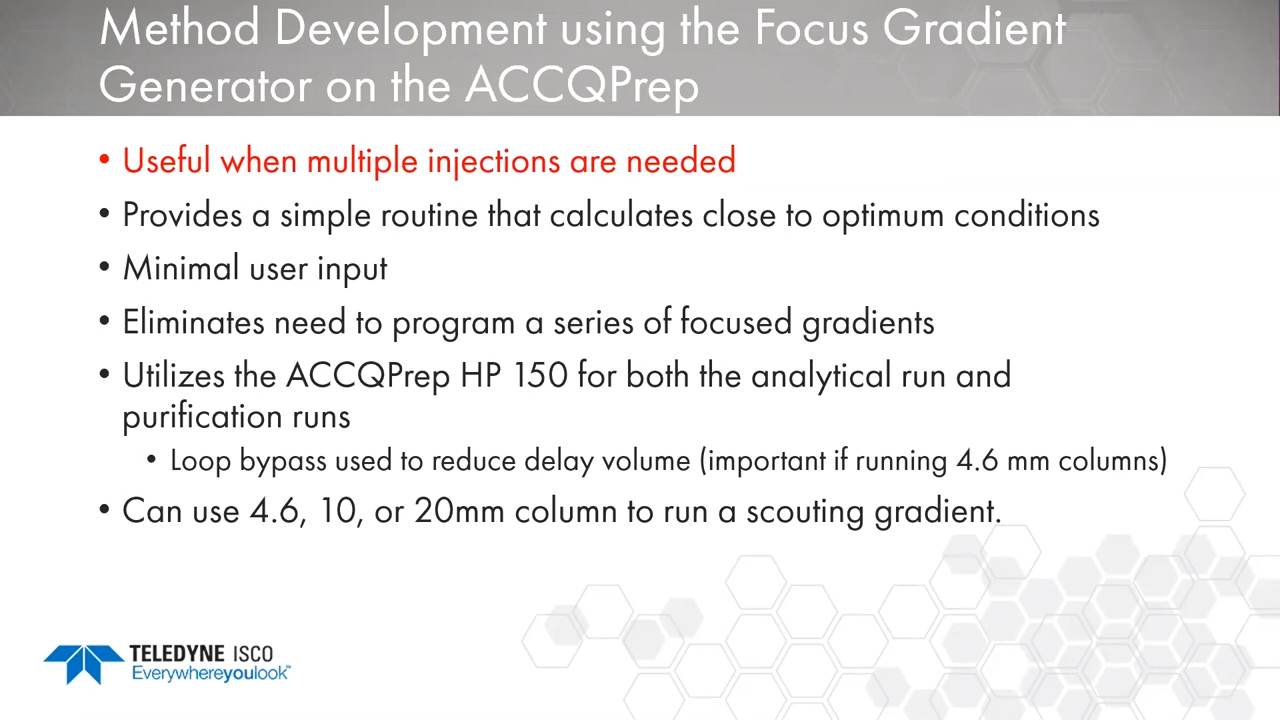 Method Development using the Focus Gradient
Generator on the ACCQPrep
• Useful when multiple injections are needed
• Provides a simple routine that calculates close to optimum conditions
• Minimal user input
• Eliminates need to program a series of focused gradients
• Utilizes the ACCQPrep HP 150 for both the analytical run and
purification runs
• Loop bypass used to reduce delay volume (important if running 4.6 mm columns)
• Can use 4.6, 10, or 20mm column to run a scouting gradient.
TELEDYNE ISCO
Everywhereyoulook™